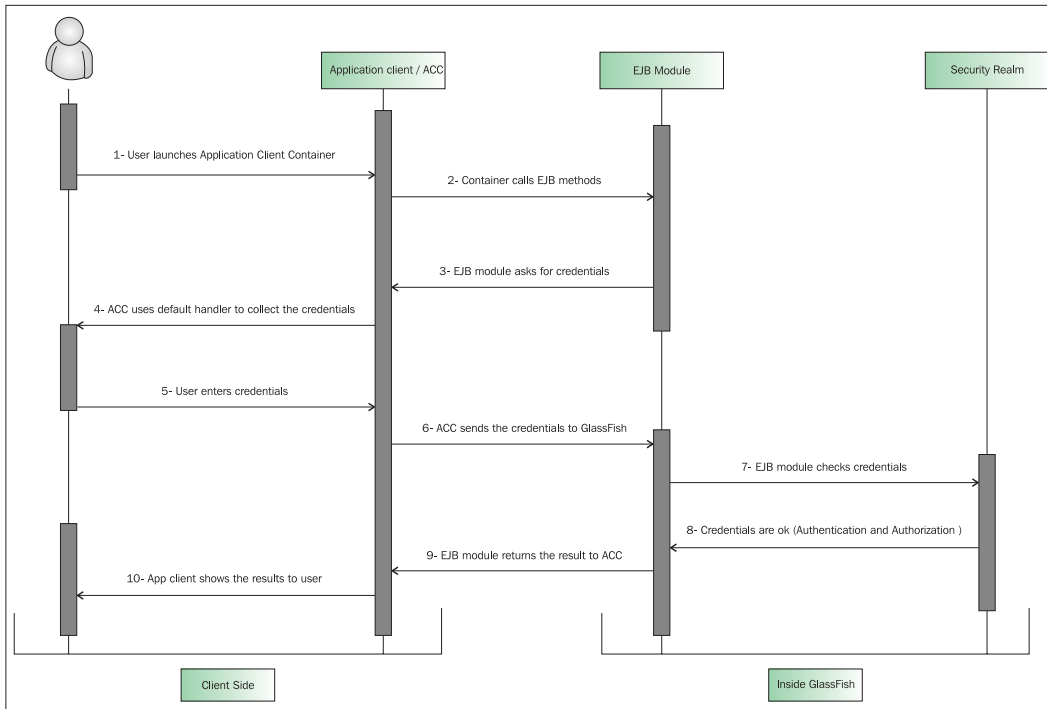 Application client / ACC
EJB Module
Security Realm
1- User launches Application Client Container
2- Container calls EJB methods
3- EJB module asks for credentials
4- ACC uses default handler to collect the credentials
5- User enters credentials
6- ACC sends the credentials to GlassFish
7- EJB module checks credentials
8- Credentials are ok (Authentication and Authorization )
9- EJB module returns the result to ACC
10- App client shows the results to user
Client Side
Inside GlassFish